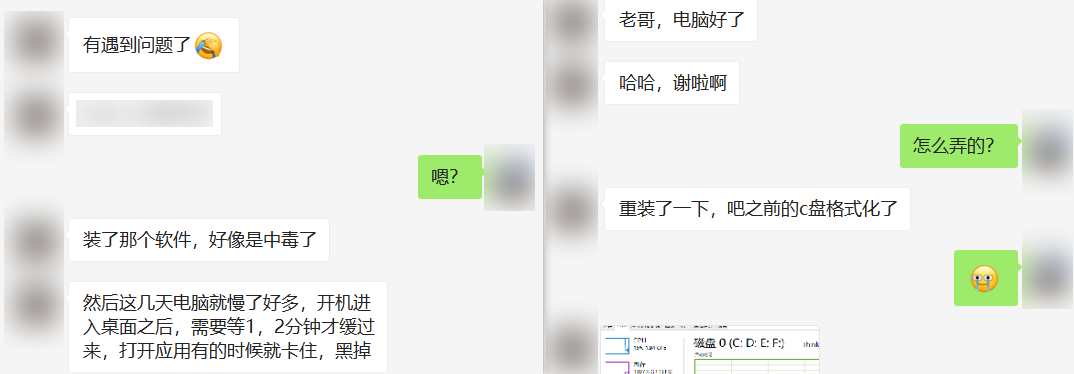 有遇到问题了
嗯?
装了那个软件，好像是中毒了
然后这几天电脑就慢了好多，开机进
入桌面之后，需要等1，2分钟才缓过
来，打开应用有的时候就卡住，黑掉
老哥，电脑好了
哈哈，谢啦啊
怎么弄的?
重装了一下，吧之前的c盘格式化了
CPU
磁盘 0 (C: D: E: F:)